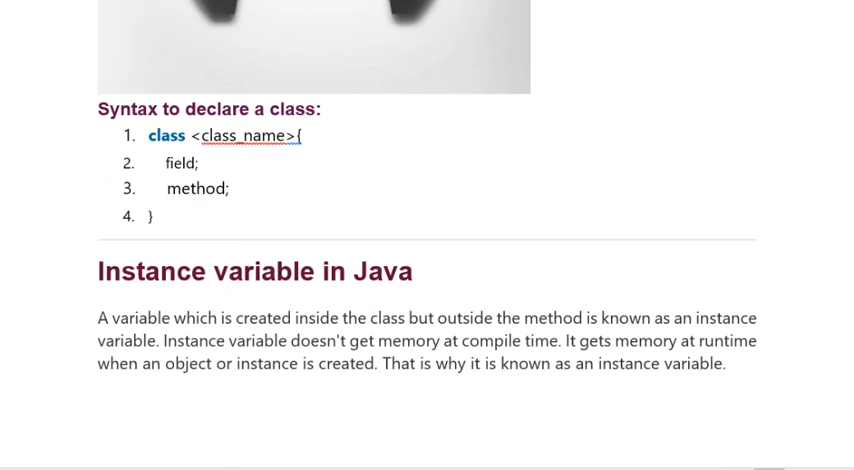 Syntax to declare a class:
1. class <class_name>{
2. field;
3. method;
4. }
Instance variable in Java
A variable which is created inside the class but outside the method is known as an instance
variable. Instance variable doesn't get memory at compile time. It gets memory at runtime
when an object or instance is created. That is why it is known as an instance variable.